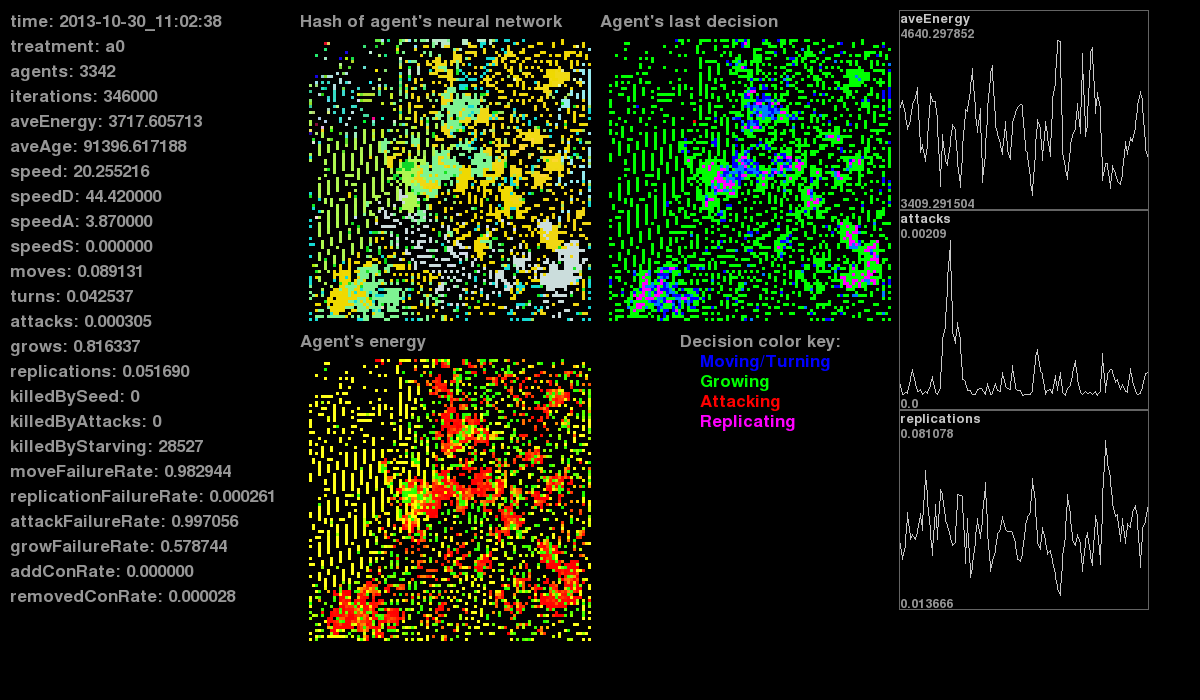 time: 2013-10-30_11:02:38
treatment: a0
agents: 3342
iterations: 346000
aveEnergy: 3717.605713
aveAge: 91396.617188
speed: 20.255216
speedD: 44.420000
speedA: 3.870000
speedS: 0.000000
moves: 0.089131
turns: 0.042537
attacks: 0.000305
grows: 0.816337
replications: 0.051690
killedBySeed: 0
killedByAttacks: 0
killedByStarving: 28527
moveFailureRate: 0.982944
replicationFailureRate: 0.000261
attackFailureRate: 0.997056
growFailureRate: 0.578744
addConRate: 0.000000
removedConRate: 0.000028
Hash of agent's neural network
Agent's last decision
Agent's energy
Decision color key:
Moving/Turning
Growing
Attacking
Replicating
aveEnergy
4640.297852
3409.291504
attacks
0.00209
0.0
replications
0.081078
0.013666